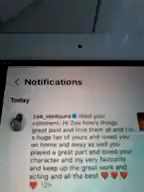 < Notifications
Today
zoe_ventoura liked your
comment: Hi Zoe how's things
great post and love them all and I'm
a huge fan of yours and loved you
on home and away as well you
played a great part and loved your
character and my very favourite
and keep up the great work and
acting and all the best ❤❤❤
❤ 12h